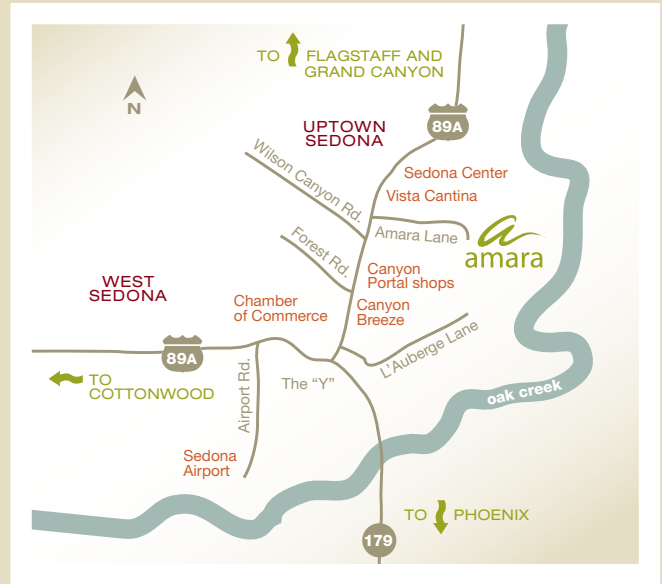 TO FLAGSTAFF AND
GRAND CANYON
N
UPTOWN
SEDONA
89A
Wilson Canyon Rd.
Sedona Center
Vista Cantina
Forest Rd.
Amara Lane
amara
WEST
SEDONA
Canyon
Portal shops
Chamber
of Commerce
Canyon
Breeze
89A
L'Auberge Lane
TO
COTTONWOOD
Airport Rd.
The “Y”
oak creek
Sedona
Airport
TO PHOENIX
179